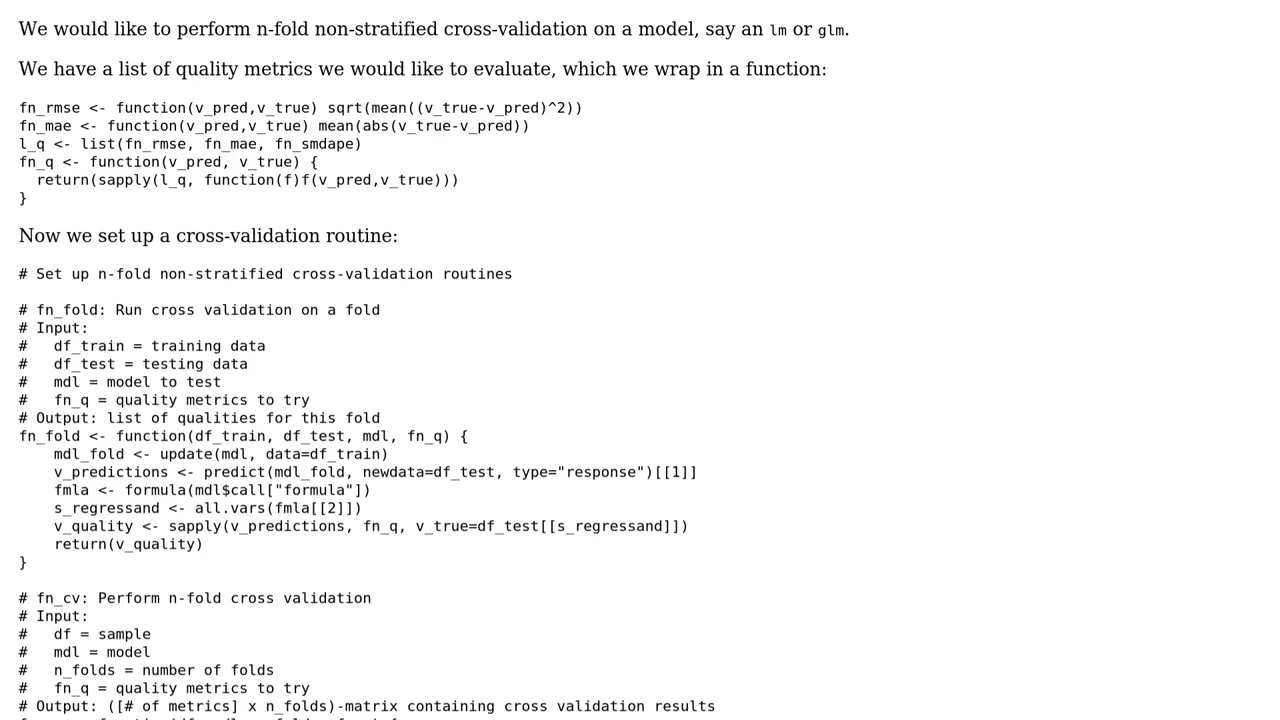 We would like to perform n-fold non-stratified cross-validation on a model, say an lm or glm.
We have a list of quality metrics we would like to evaluate, which we wrap in a function:
fn_rmse <- function(v_pred,v_true) sqrt(mean((v_true-v_pred)^2))
fn_mae <- function(v_pred,v_true) mean(abs(v_true-v_pred))
l_q <- list(fn_rmse, fn_mae, fn_smdape)
fn_q <- function(v_pred, v_true) {
  return(sapply(l_q, function(f)f(v_pred,v_true)))
}
Now we set up a cross-validation routine:
# Set up n-fold non-stratified cross-validation routines
# fn_fold: Run cross validation on a fold
# Input:
#   df_train = training data
#   df_test = testing data
#   mdl = model to test
#   fn_q = quality metrics to try
# Output: list of qualities for this fold
fn_fold <- function(df_train, df_test, mdl, fn_q) {
    mdl_fold <- update(mdl, data=df_train)
    v_predictions <- predict(mdl_fold, newdata=df_test, type="response")[[1]]
    fmla <- formula(mdl$call["formula"])
    s_regressand <- all.vars(fmla[[2]])
    v_quality <- sapply(v_predictions, fn_q, v_true=df_test[[s_regressand]])
    return(v_quality)
}
# fn_cv: Perform n-fold cross validation
# Input:
#   df = sample
#   mdl = model
#   n_folds = number of folds
#   fn_q = quality metrics to try
# Output: ([# of metrics] x n_folds)-matrix containing cross validation results